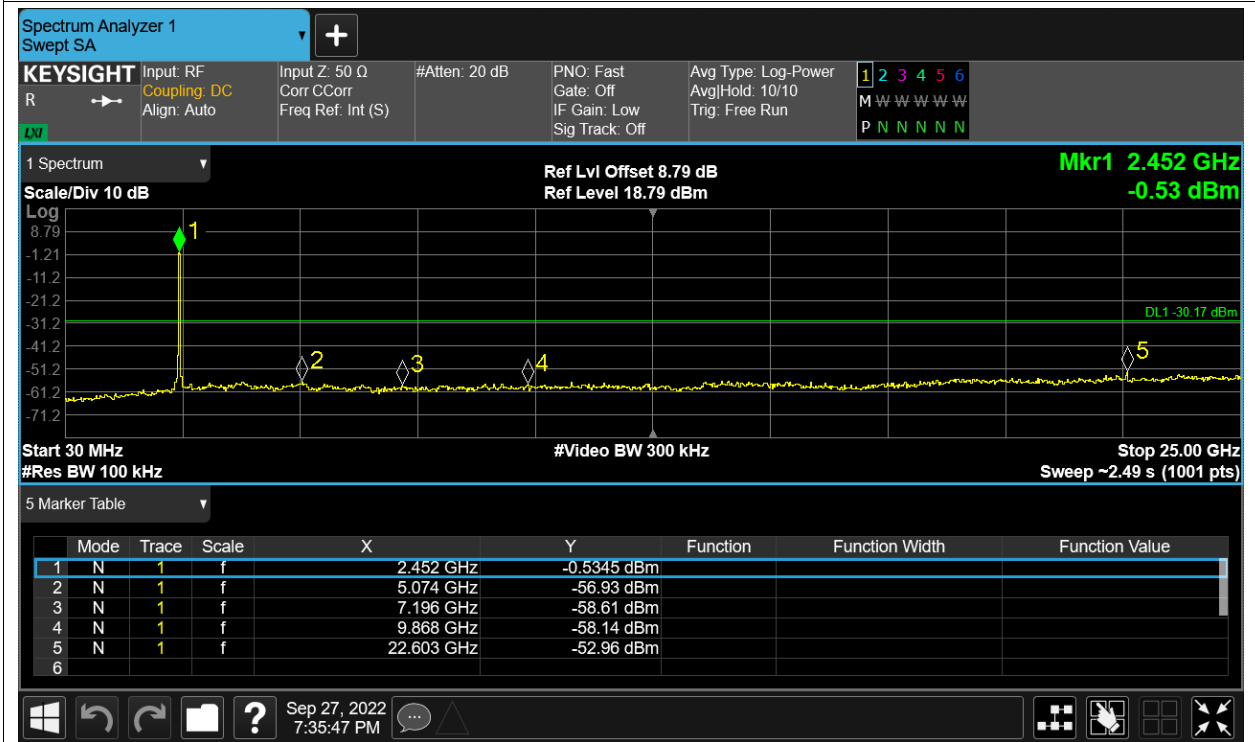 Spectrum Analyzer 1
Swept SA
KEYSIGHT
R
LXI
Input: RF
Coupling: DC
Align: Auto
Input Z: 50 Ω
Corr CCorr
Freq Ref: Int (S)
#Atten: 20 dB
PNO: Fast
Gate: Off
IF Gain: Low
Sig Track: Off
Avg Type: Log-Power
Avg|Hold: 10/10
Trig: Free Run
1 2 3 4 5 6
M W W W W W
P N N N N N
1 Spectrum
Scale/Div 10 dB
Ref Lvl Offset 8.79 dB
Ref Level 18.79 dBm
Mkr1 2.452 GHz
-0.53 dBm
Log
8.79
-1.21
-11.2
-21.2
-31.2
-41.2
-51.2
-61.2
-71.2
1
2
3
4
5
DL1 -30.17 dBm
Start 30 MHz
#Res BW 100 kHz
#Video BW 300 kHz
Stop 25.00 GHz
Sweep ~2.49 s (1001 pts)
5 Marker Table
Mode Trace Scale X Y Function Function Width Function Value
1 N 1 f 2.452 GHz -0.5345 dBm
2 N 1 f 5.074 GHz -56.93 dBm
3 N 1 f 7.196 GHz -58.61 dBm
4 N 1 f 9.868 GHz -58.14 dBm
5 N 1 f 22.603 GHz -52.96 dBm
6
?
Sep 27, 2022
7:35:47 PM